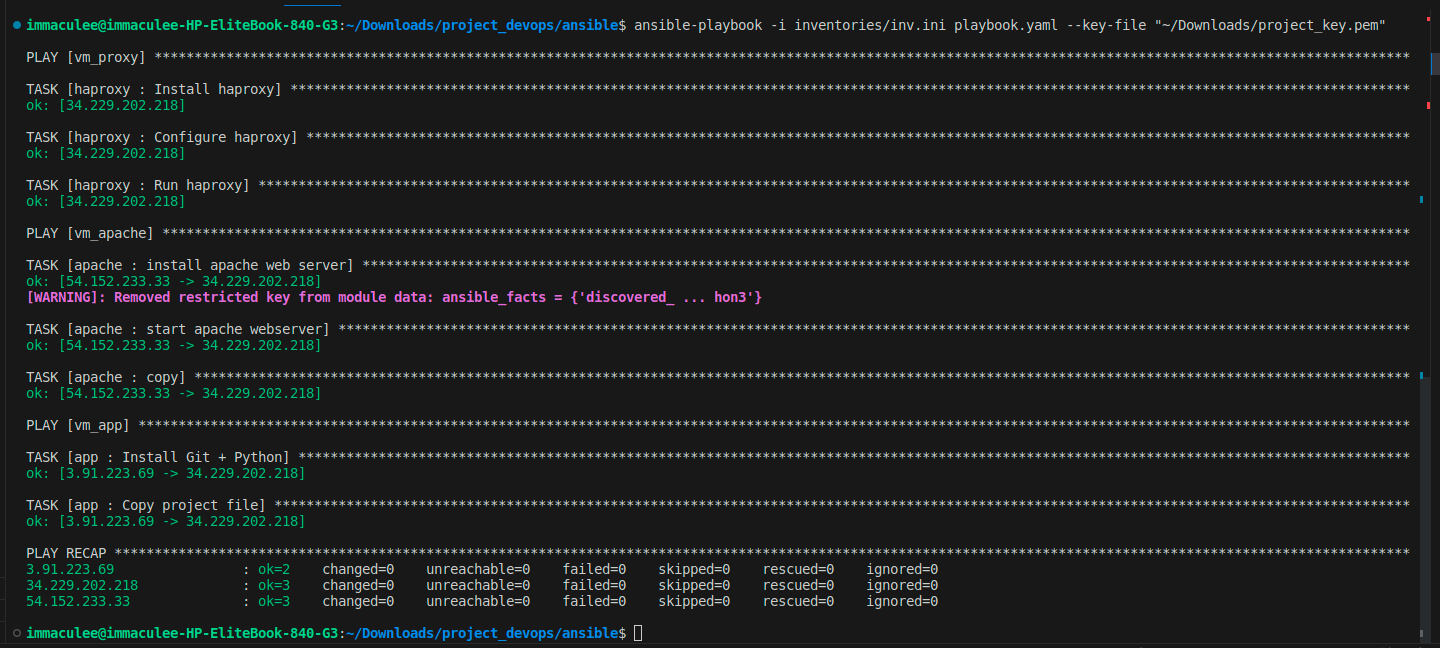 immaculee@immaculee-HP-EliteBook-840-G3:~/Downloads/project_devops/ansible$ ansible-playbook -i inventories/inv.ini playbook.yaml --key-file "~/Downloads/project_key.pem"
PLAY [vm_proxy] *************************************************************************************************************************************************************
TASK [haproxy : Install haproxy] ********************************************************************************************************************************************
ok: [34.229.202.218]
TASK [haproxy : Configure haproxy] ******************************************************************************************************************************************
ok: [34.229.202.218]
TASK [haproxy : Run haproxy] ************************************************************************************************************************************************
ok: [34.229.202.218]
PLAY [vm_apache] ************************************************************************************************************************************************************
TASK [apache : install apache web server] ***********************************************************************************************************************************
ok: [54.152.233.33 -> 34.229.202.218]
[WARNING]: Removed restricted key from module data: ansible_facts = {'discovered_ ... hon3'}
TASK [apache : start apache webserver] **************************************************************************************************************************************
ok: [54.152.233.33 -> 34.229.202.218]
TASK [apache : copy] ********************************************************************************************************************************************************
ok: [54.152.233.33 -> 34.229.202.218]
PLAY [vm_app] ***************************************************************************************************************************************************************
TASK [app : Install Git + Python] *******************************************************************************************************************************************
ok: [3.91.223.69 -> 34.229.202.218]
TASK [app : Copy project file] **********************************************************************************************************************************************
ok: [3.91.223.69 -> 34.229.202.218]
PLAY RECAP ******************************************************************************************************************************************************************
3.91.223.69                : ok=2    changed=0    unreachable=0    failed=0    skipped=0    rescued=0    ignored=0
34.229.202.218             : ok=3    changed=0    unreachable=0    failed=0    skipped=0    rescued=0    ignored=0
54.152.233.33              : ok=3    changed=0    unreachable=0    failed=0    skipped=0    rescued=0    ignored=0
immaculee@immaculee-HP-EliteBook-840-G3:~/Downloads/project_devops/ansible$